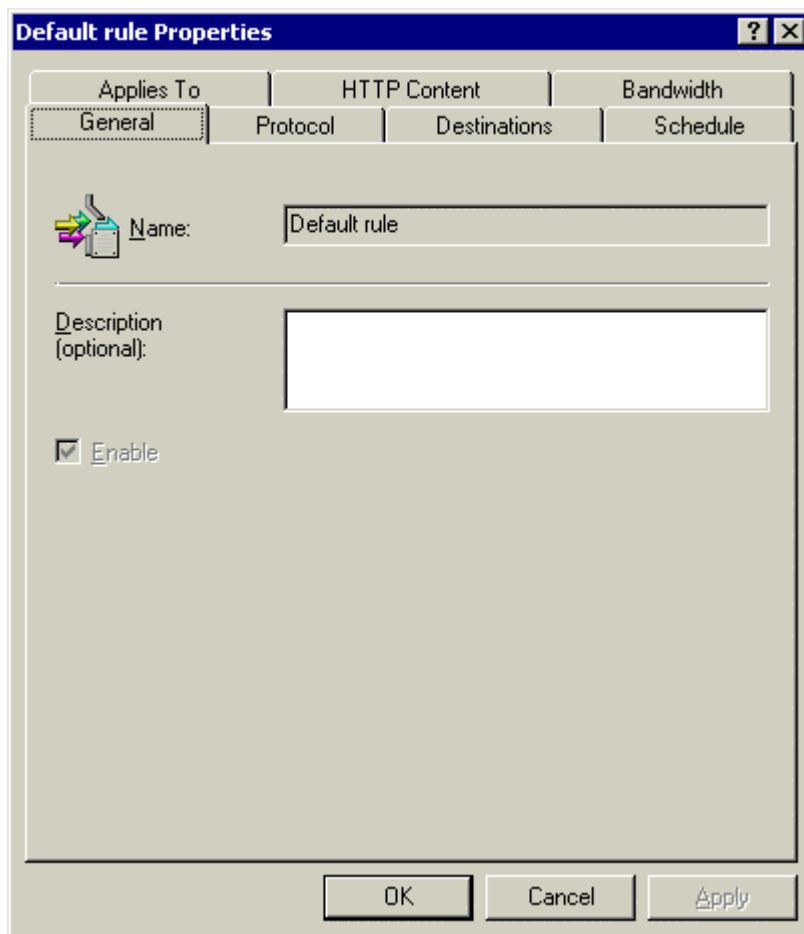 Default rule Properties
Applies To
HTTP Content
Bandwidth
General
Protocol
Destinations
Schedule
Name:
Default rule
Description
(optional):
Enable
OK
Cancel
Apply